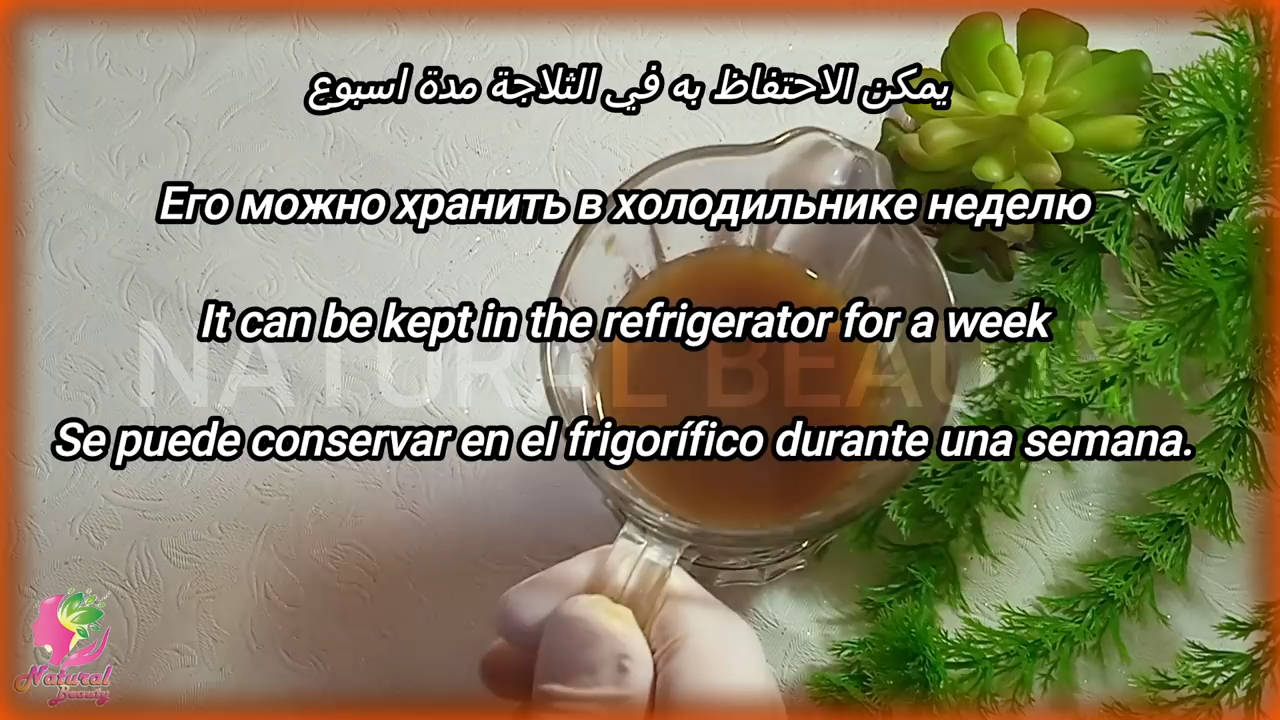 يمكن الاحتفاظ به في الثلاجة مدة اسبوع
Его можно хранить в холодильнике неделю
It can be kept in the refrigerator for a week
NATURAL BEAUTY
Se puede conservar en el frigorífico durante una semana.
Natural
Beauty